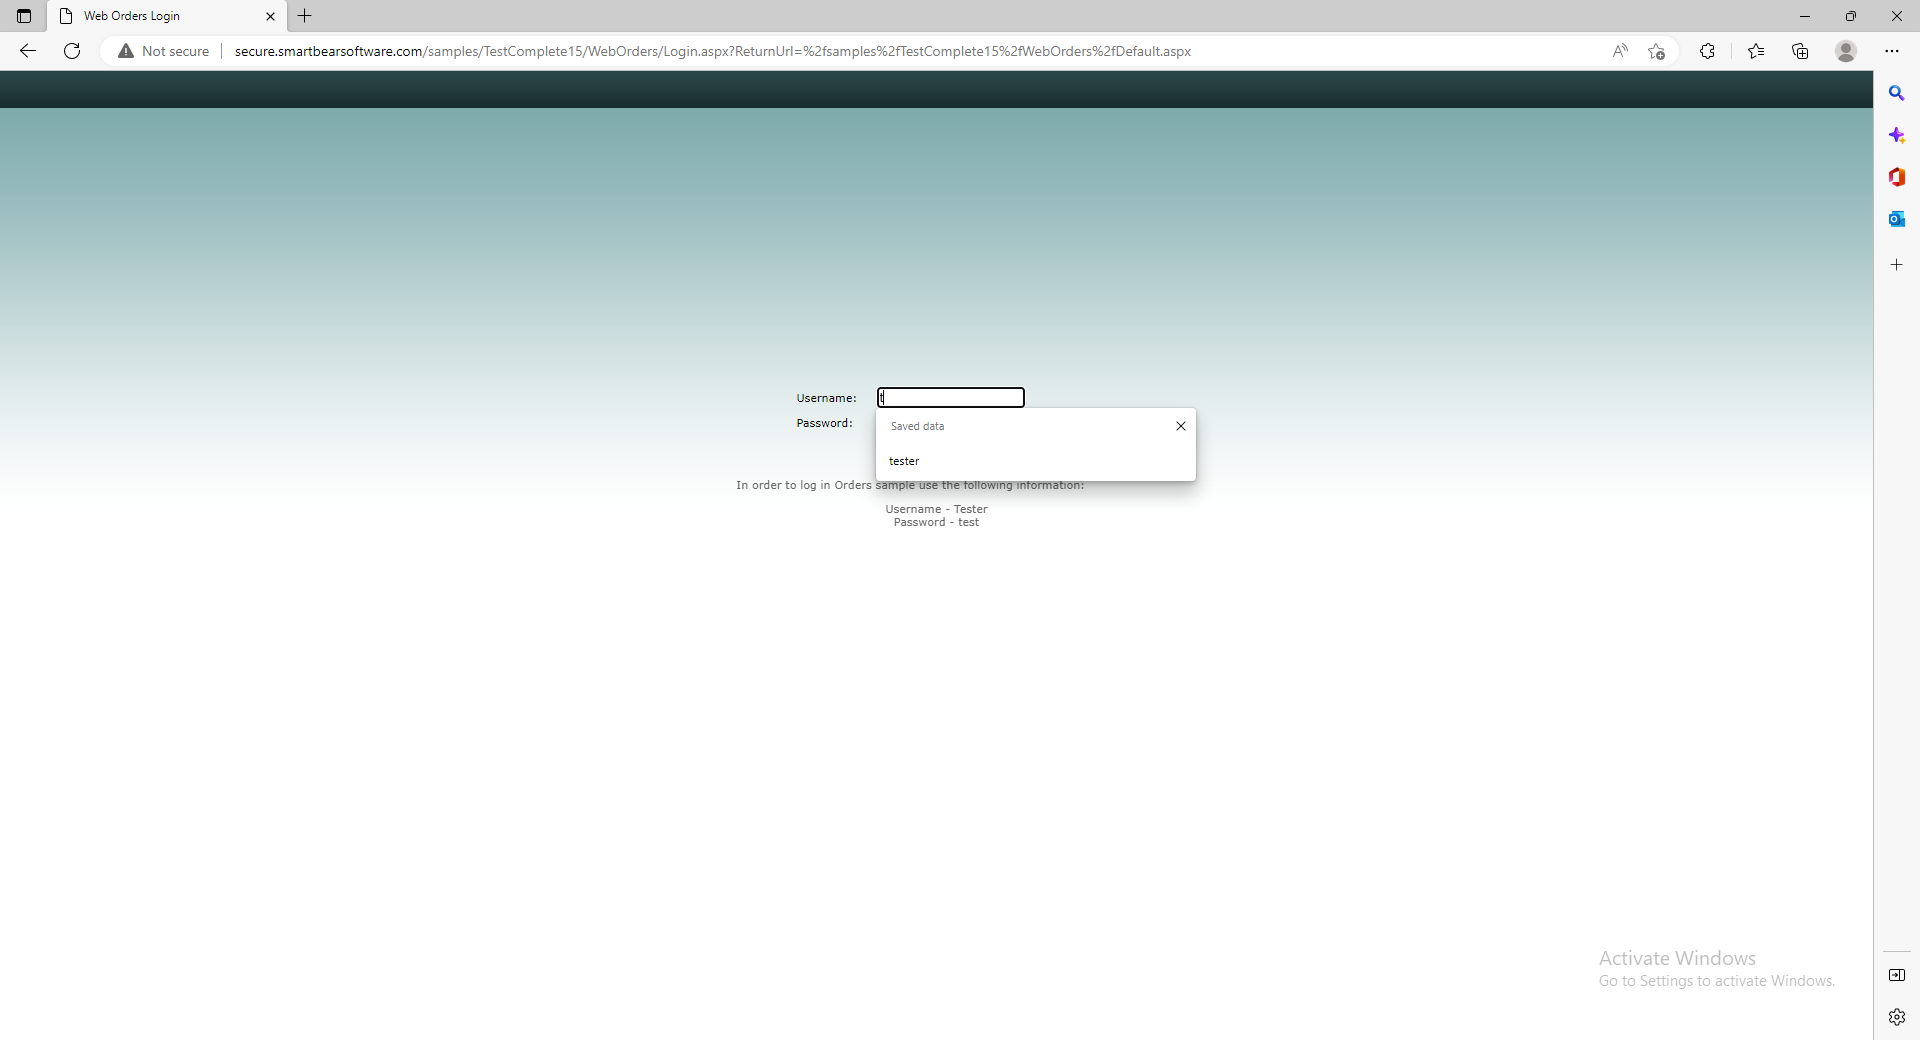 Web Orders Login
Not secure
secure.smartbearsoftware.com/samples/TestComplete15/WebOrders/Login.aspx?ReturnUrl=%2fsamples%2fTestComplete15%2fWebOrders%2fDefault.aspx
Username: t
Password:
Saved data
tester
In order to log in Orders sample use the following information:
Username - Tester
Password - test
Activate Windows
Go to Settings to activate Windows.